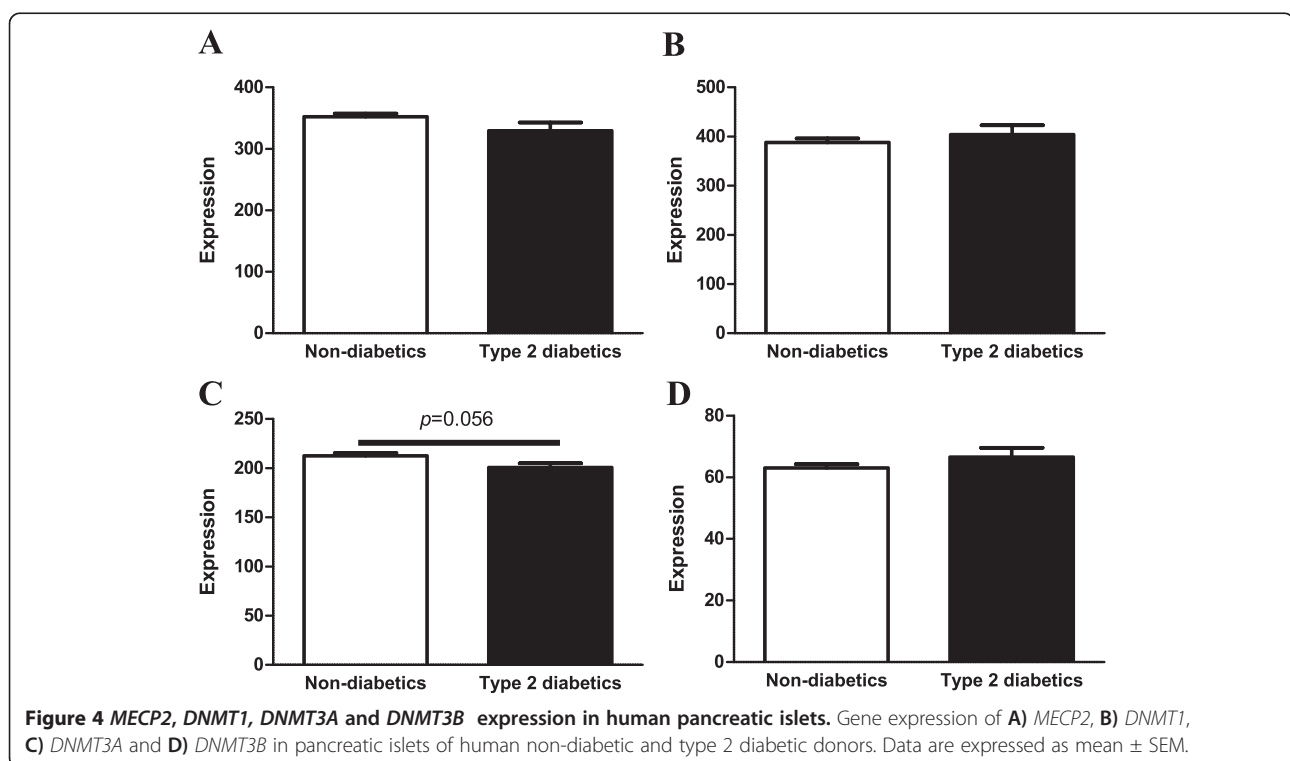 A
400
300
200
100
0
Expression
Non-diabetics Type 2 diabetics
B
500
400
300
200
100
0
Expression
Non-diabetics Type 2 diabetics
C
p=0.056
250
200
150
100
50
0
Expression
Non-diabetics Type 2 diabetics
D
80
60
40
20
0
Expression
Non-diabetics Type 2 diabetics
Figure 4 MECP2, DNMT1, DNMT3A and DNMT3B expression in human pancreatic islets. Gene expression of A) MECP2, B) DNMT1,
C) DNMT3A and D) DNMT3B in pancreatic islets of human non-diabetic and type 2 diabetic donors. Data are expressed as mean ± SEM.